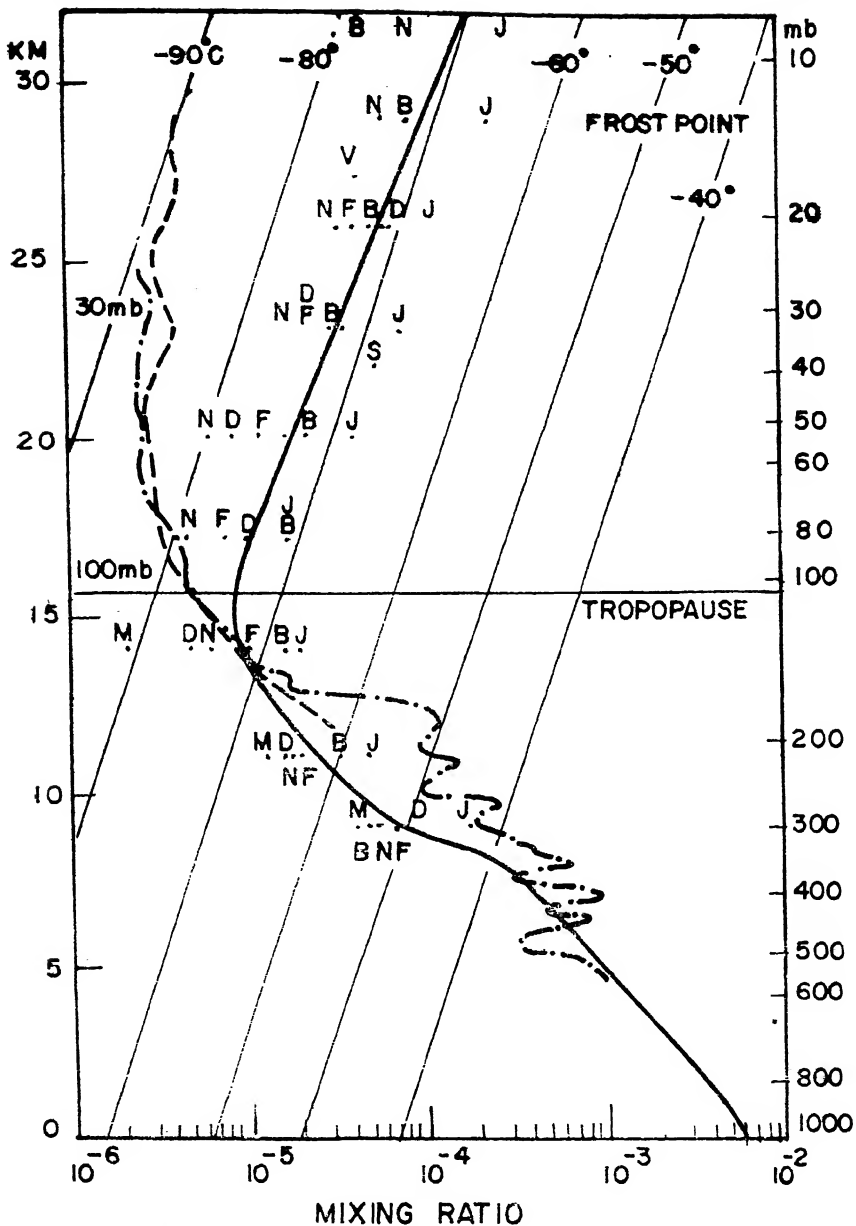 B N J
KM -90°C -80° mb
-60° -50° 10
30
N B J
FROST POINT
V
-40°
N F B D J 20
25
D
30mb N F B J 30
S
40
N D F B J 50
20
60
J
N F D B 80
100mb 100
15 TROPOPAUSE
M D N F B J
M D B J 200
N F
10
M D J 300
B N F
400
500
5
600
800
0 1000
10-6 10-5 10-4 10-3 10-2
MIXING RATIO